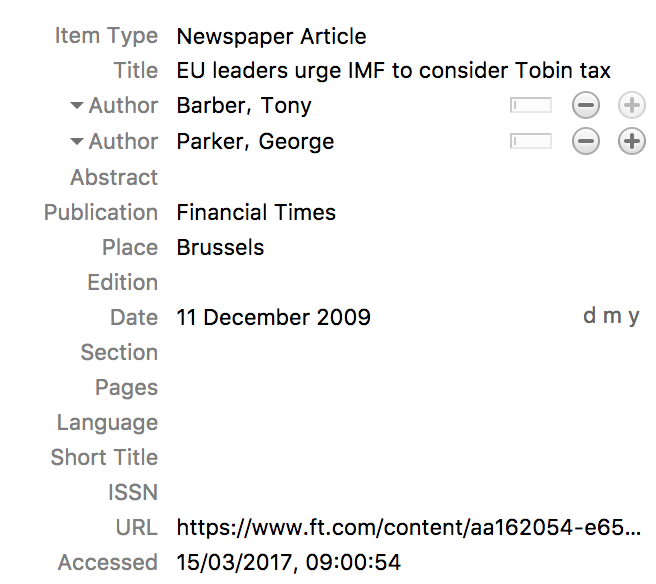 Item Type Newspaper Article
Title EU leaders urge IMF to consider Tobin tax
Author Barber, Tony
Author Parker, George
Abstract
Publication Financial Times
Place Brussels
Edition
Date 11 December 2009 d m y
Section
Pages
Language
Short Title
ISSN
URL https://www.ft.com/content/aa162054-e65...
Accessed 15/03/2017, 09:00:54